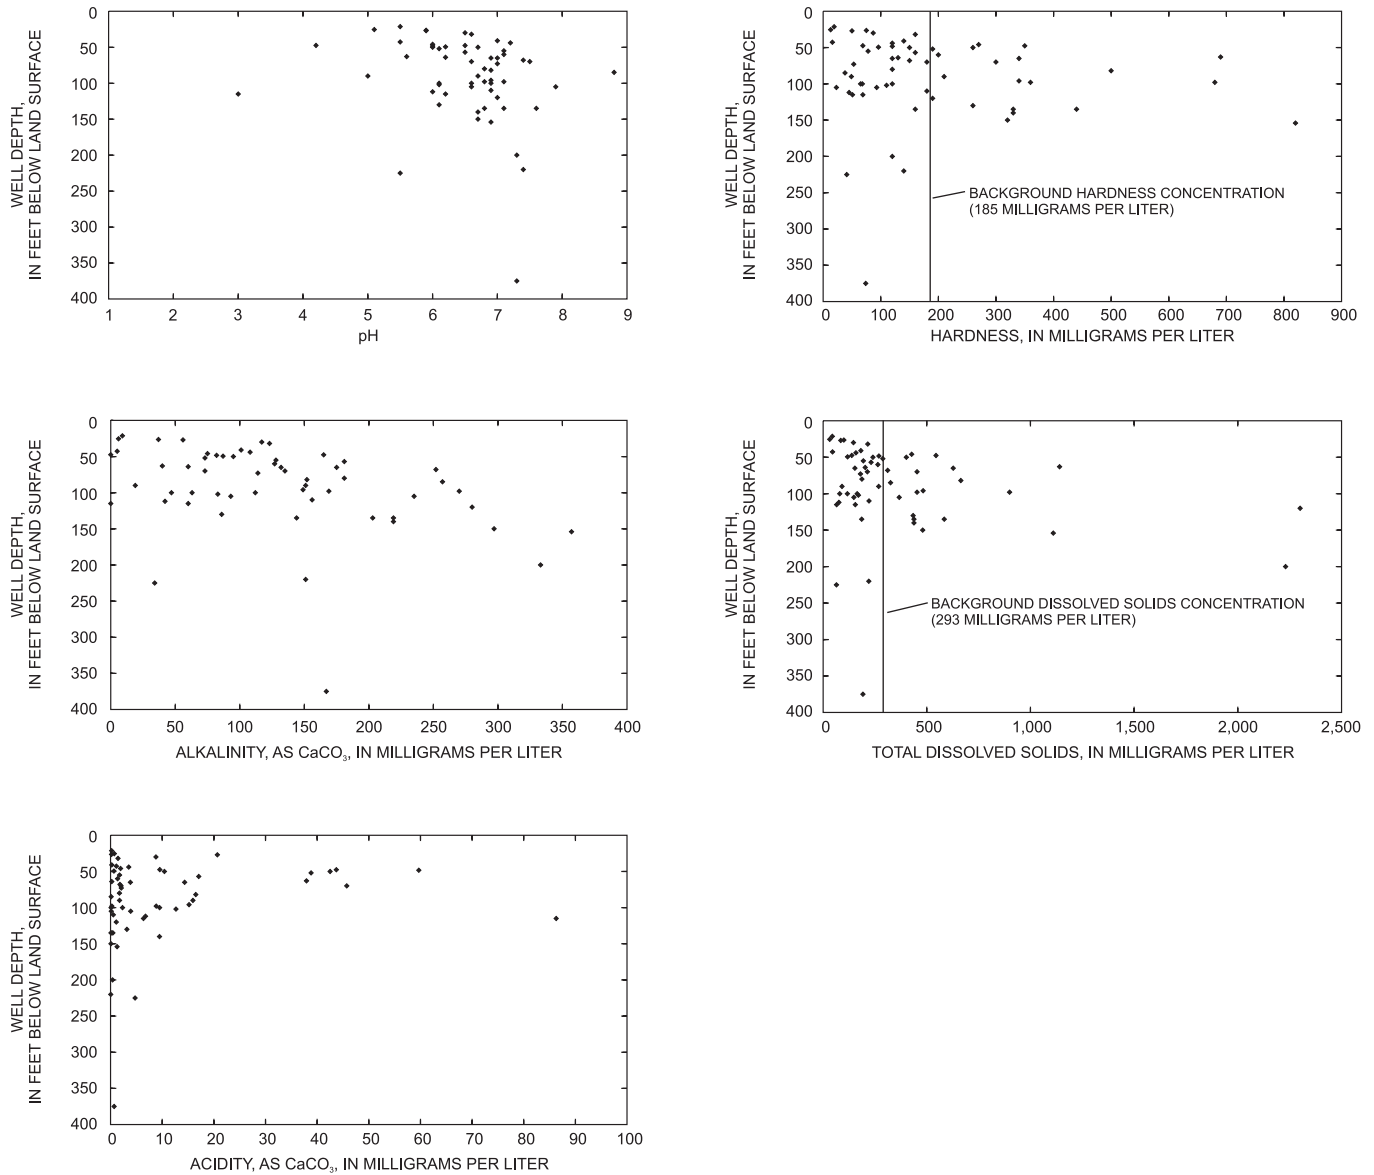 WELL DEPTH,
IN FEET BELOW LAND SURFACE
0
50
100
150
200
250
300
350
400
1 2 3 4 5 6 7 8 9
pH
WELL DEPTH,
IN FEET BELOW LAND SURFACE
0
50
100
150
200
250
300
350
400
BACKGROUND HARDNESS CONCENTRATION
(185 MILLIGRAMS PER LITER)
0 100 200 300 400 500 600 700 800 900
HARDNESS, IN MILLIGRAMS PER LITER
WELL DEPTH,
IN FEET BELOW LAND SURFACE
0
50
100
150
200
250
300
350
400
0 50 100 150 200 250 300 350 400
ALKALINITY, AS CaCO₃, IN MILLIGRAMS PER LITER
WELL DEPTH,
IN FEET BELOW LAND SURFACE
0
50
100
150
200
250
300
350
400
BACKGROUND DISSOLVED SOLIDS CONCENTRATION
(293 MILLIGRAMS PER LITER)
0 500 1,000 1,500 2,000 2,500
TOTAL DISSOLVED SOLIDS, IN MILLIGRAMS PER LITER
WELL DEPTH,
IN FEET BELOW LAND SURFACE
0
50
100
150
200
250
300
350
400
0 10 20 30 40 50 60 70 80 90 100
ACIDITY, AS CaCO₃, IN MILLIGRAMS PER LITER